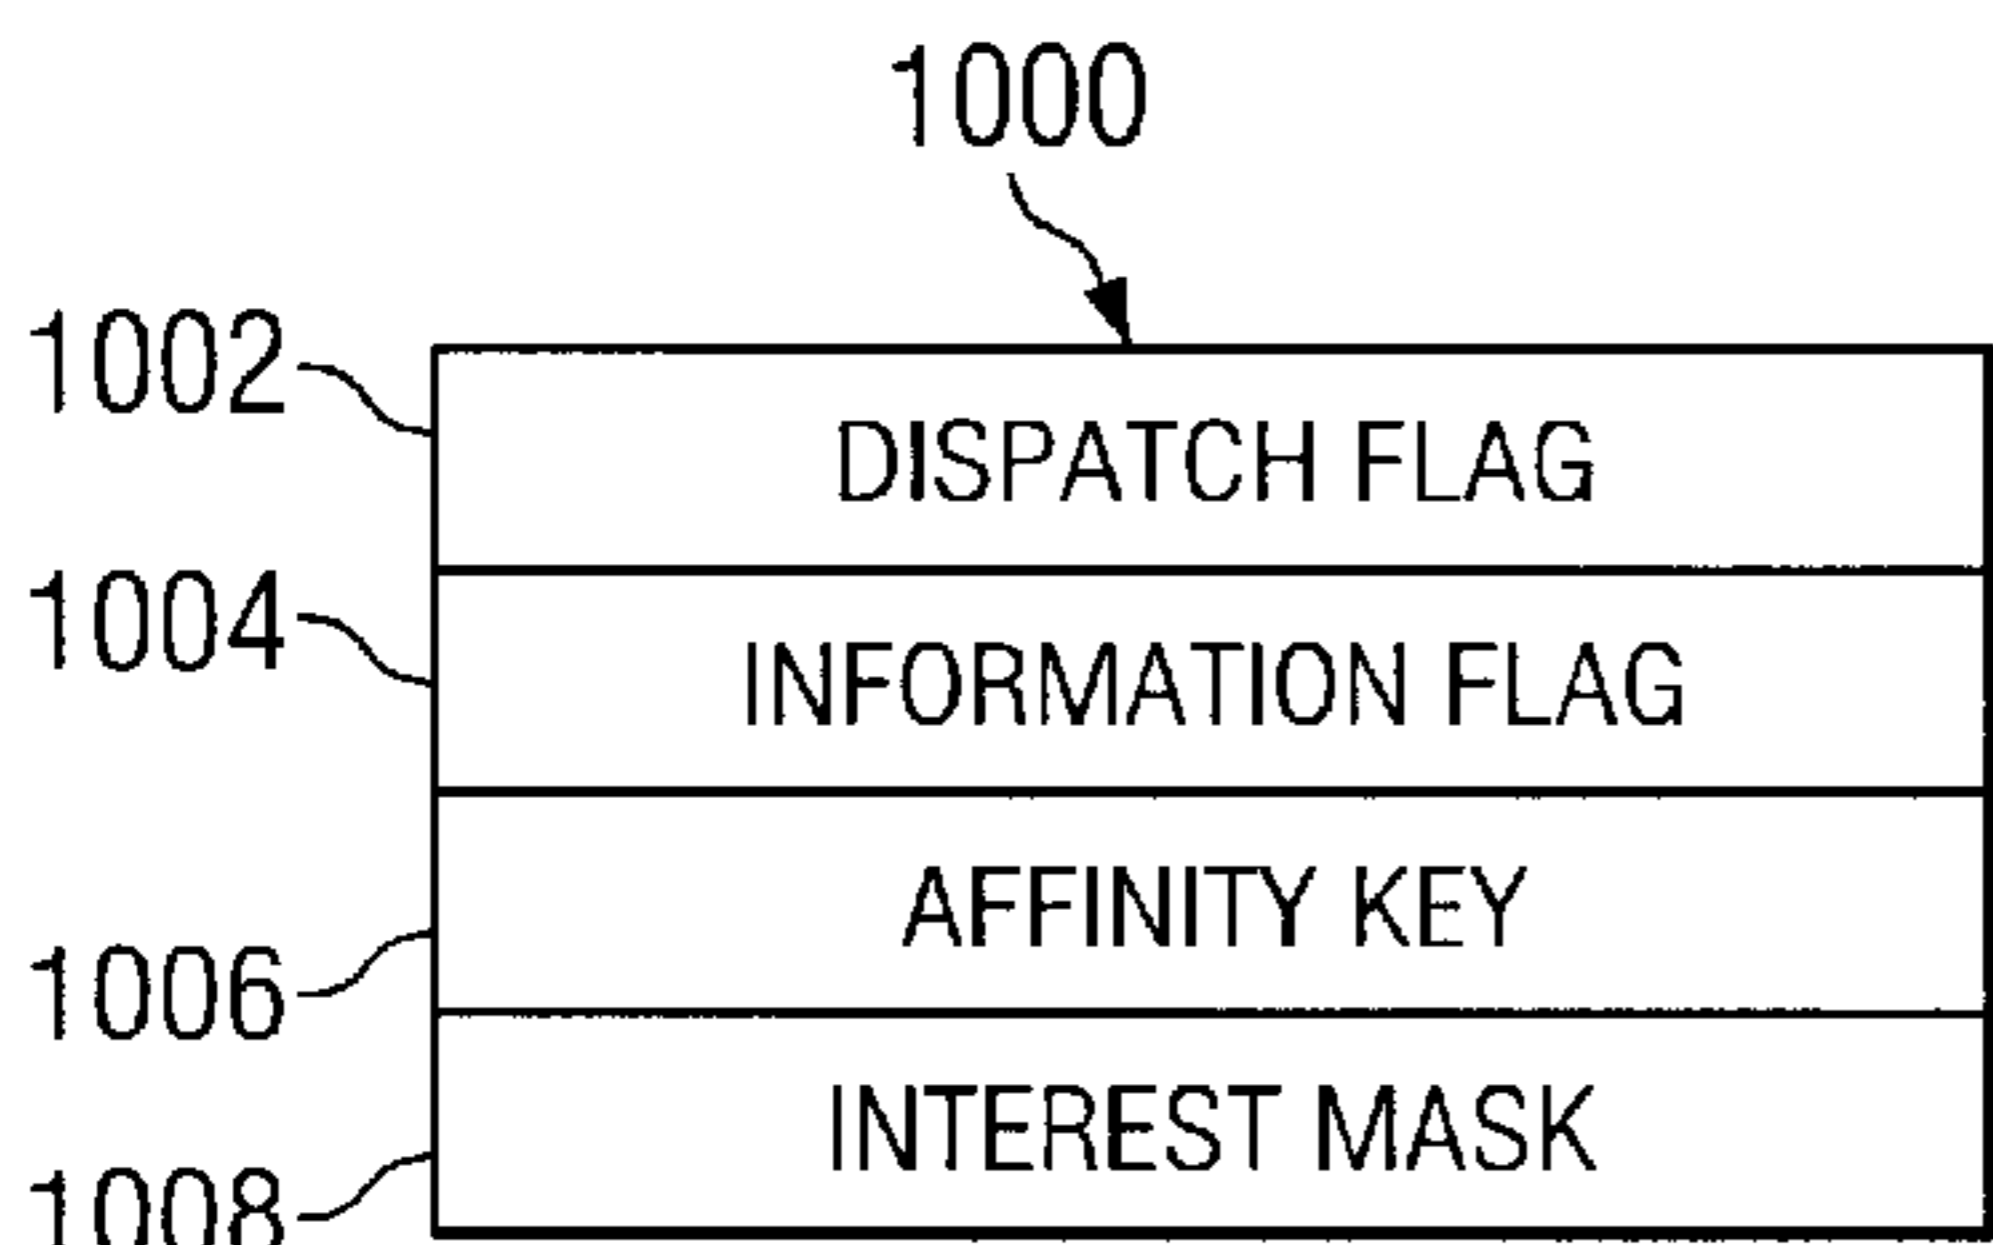 1000
1002
DISPATCH FLAG
1004
INFORMATION FLAG
AFFINITY KEY
1006
INTEREST MASK
1008